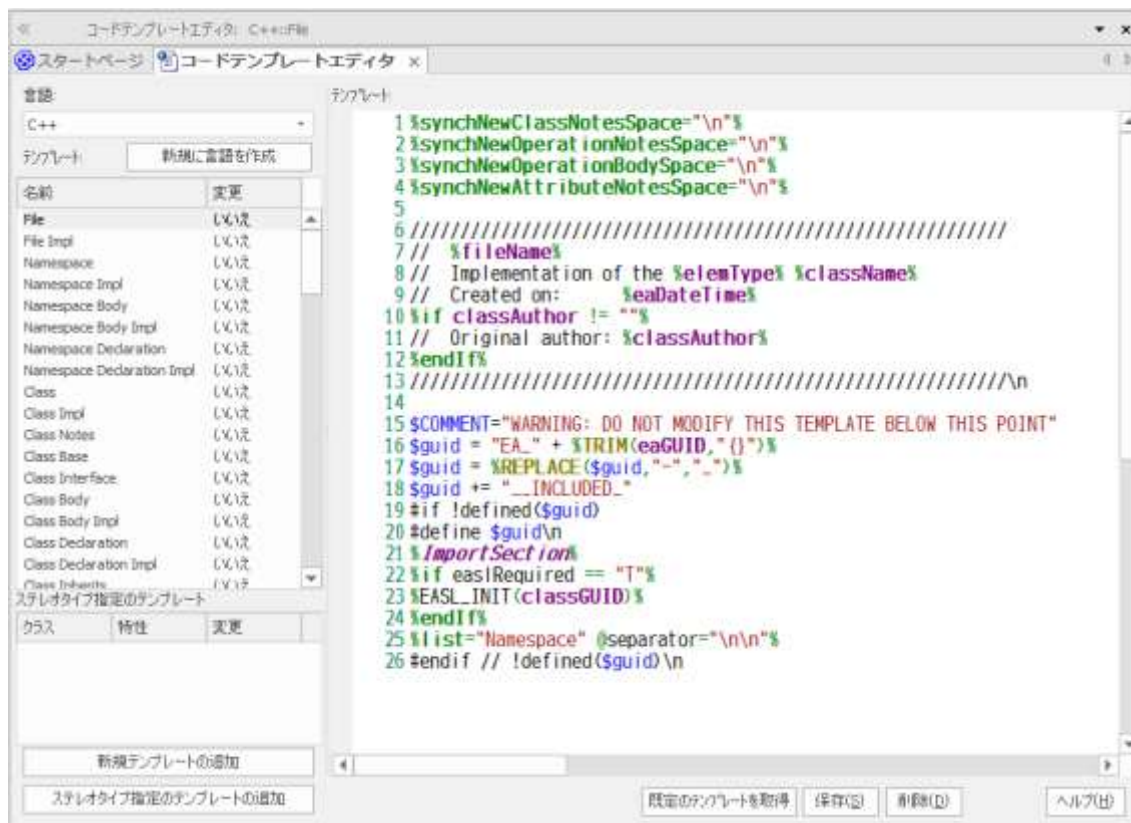 コードテンプレートエディタ: C++::File
スタートページ コードテンプレートエディタ ×
言語:
C++
テンプレート: 新規に言語を作成
名前 変更
File いいえ
File Impl いいえ
Namespace いいえ
Namespace Impl いいえ
Namespace Body いいえ
Namespace Body Impl いいえ
Namespace Declaration いいえ
Namespace Declaration Impl いいえ
Class いいえ
Class Impl いいえ
Class Notes いいえ
Class Base いいえ
Class Interface いいえ
Class Body いいえ
Class Body Impl いいえ
Class Declaration いいえ
Class Declaration Impl いいえ
Class Inherits いいえ
ステレオタイプ指定のテンプレート
クラス 特性 変更
新規テンプレートの追加
ステレオタイプ指定のテンプレートの追加
テンプレート:
1 %synchNewClassNotesSpace="\n"%
2 %synchNewOperationNotesSpace="\n"%
3 %synchNewOperationBodySpace="\n"%
4 %synchNewAttributeNotesSpace="\n"%
5
6 ///////////////////////////////////////////////////////////
7 //  %fileName%
8 //  Implementation of the %elemType% %className%
9 //  Created on:      %eaDateTime%
10 %if classAuthor != ""%
11 //  Original author: %classAuthor%
12 %endIf%
13 ///////////////////////////////////////////////////////////\n
14
15 $COMMENT="WARNING: DO NOT MODIFY THIS TEMPLATE BELOW THIS POINT"
16 $guid = "EA_" + %TRIM(eaGUID,"{}")%
17 $guid = %REPLACE($guid,"-","_")%
18 $guid += "__INCLUDED_"
19 #if !defined($guid)
20 #define $guid\n
21 %ImportSection%
22 %if easlRequired == "T"%
23 %EASL_INIT(classGUID)%
24 %endIf%
25 %list="Namespace" @separator="\n\n"%
26 #endif // !defined($guid)\n
既定のテンプレートを取得 保存(S) 削除(D) ヘルプ(H)